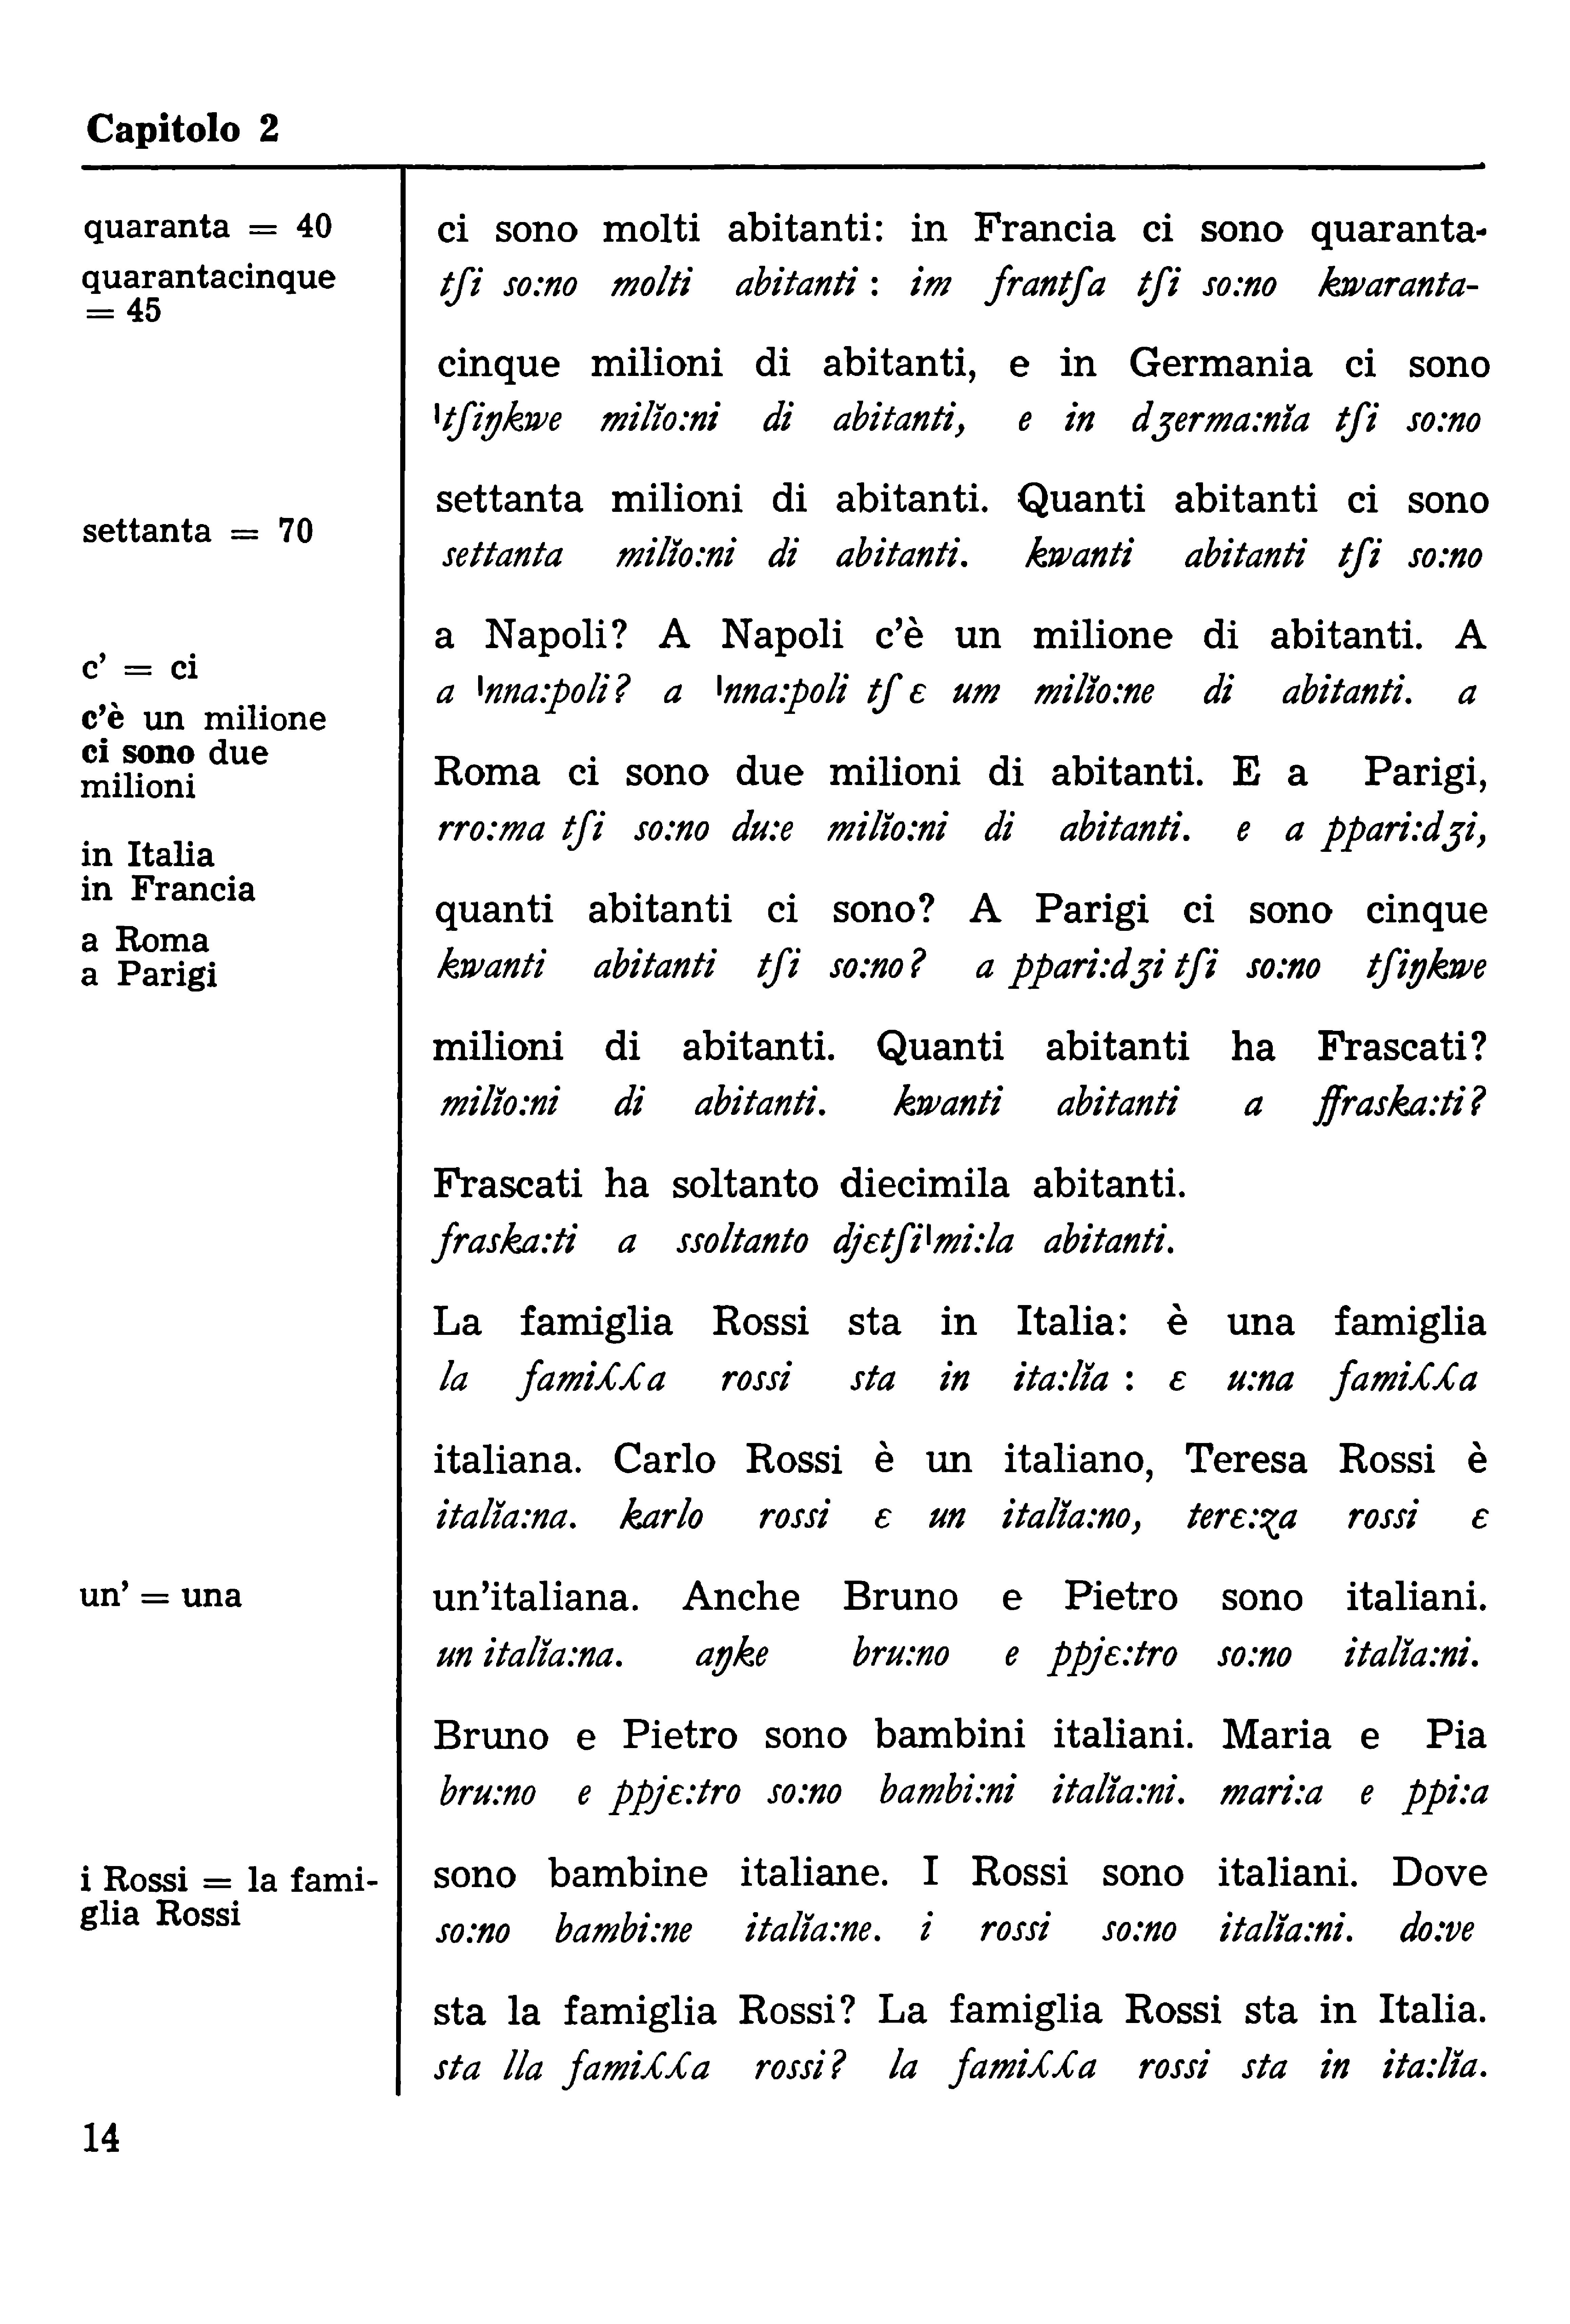 Capitolo 2
quaranta = 40
quarantacinque
= 45
settanta = 70
c’ = ci
c’è un milione
ci sono due
milioni
in Italia
in Francia
a Roma
a Parigi
un’ = una
i Rossi = la fami-
glia Rossi
ci sono molti abitanti: in Francia ci sono quaranta-
tʃi so:no molti abitanti : im frantʃa tʃi so:no kwaranta-
cinque milioni di abitanti, e in Germania ci sono
ˈtʃiŋkwe milĭo:ni di abitanti, e in dʒerma:nĭa tʃi so:no
settanta milioni di abitanti. Quanti abitanti ci sono
settanta milĭo:ni di abitanti. kwanti abitanti tʃi so:no
a Napoli? A Napoli c’è un milione di abitanti. A
a ˈnna:poli? a ˈnna:poli tʃ ɛ um milĭo:ne di abitanti. a
Roma ci sono due milioni di abitanti. E a Parigi,
rro:ma tʃi so:no du:e milĭo:ni di abitanti. e a ppari:dʒi,
quanti abitanti ci sono? A Parigi ci sono cinque
kwanti abitanti tʃi so:no? a ppari:dʒi tʃi so:no tʃiŋkwe
milioni di abitanti. Quanti abitanti ha Frascati?
milĭo:ni di abitanti. kwanti abitanti a ffraska:ti?
Frascati ha soltanto diecimila abitanti.
fraska:ti a ssoltanto djɛtʃiˈmi:la abitanti.
La famiglia Rossi sta in Italia: è una famiglia
la famiʎʎa rossi sta in ita:lĭa : ɛ u:na famiʎʎa
italiana. Carlo Rossi è un italiano, Teresa Rossi è
italĭa:na. karlo rossi ɛ un italĭa:no, terɛ:za rossi ɛ
un’italiana. Anche Bruno e Pietro sono italiani.
un italĭa:na. aŋke bru:no e ppjɛ:tro so:no italĭa:ni.
Bruno e Pietro sono bambini italiani. Maria e Pia
bru:no e ppjɛ:tro so:no bambi:ni italĭa:ni. mari:a e ppi:a
sono bambine italiane. I Rossi sono italiani. Dove
so:no bambi:ne italĭa:ne. i rossi so:no italĭa:ni. do:ve
sta la famiglia Rossi? La famiglia Rossi sta in Italia.
sta lla famiʎʎa rossi? la famiʎʎa rossi sta in ita:lĭa.
14